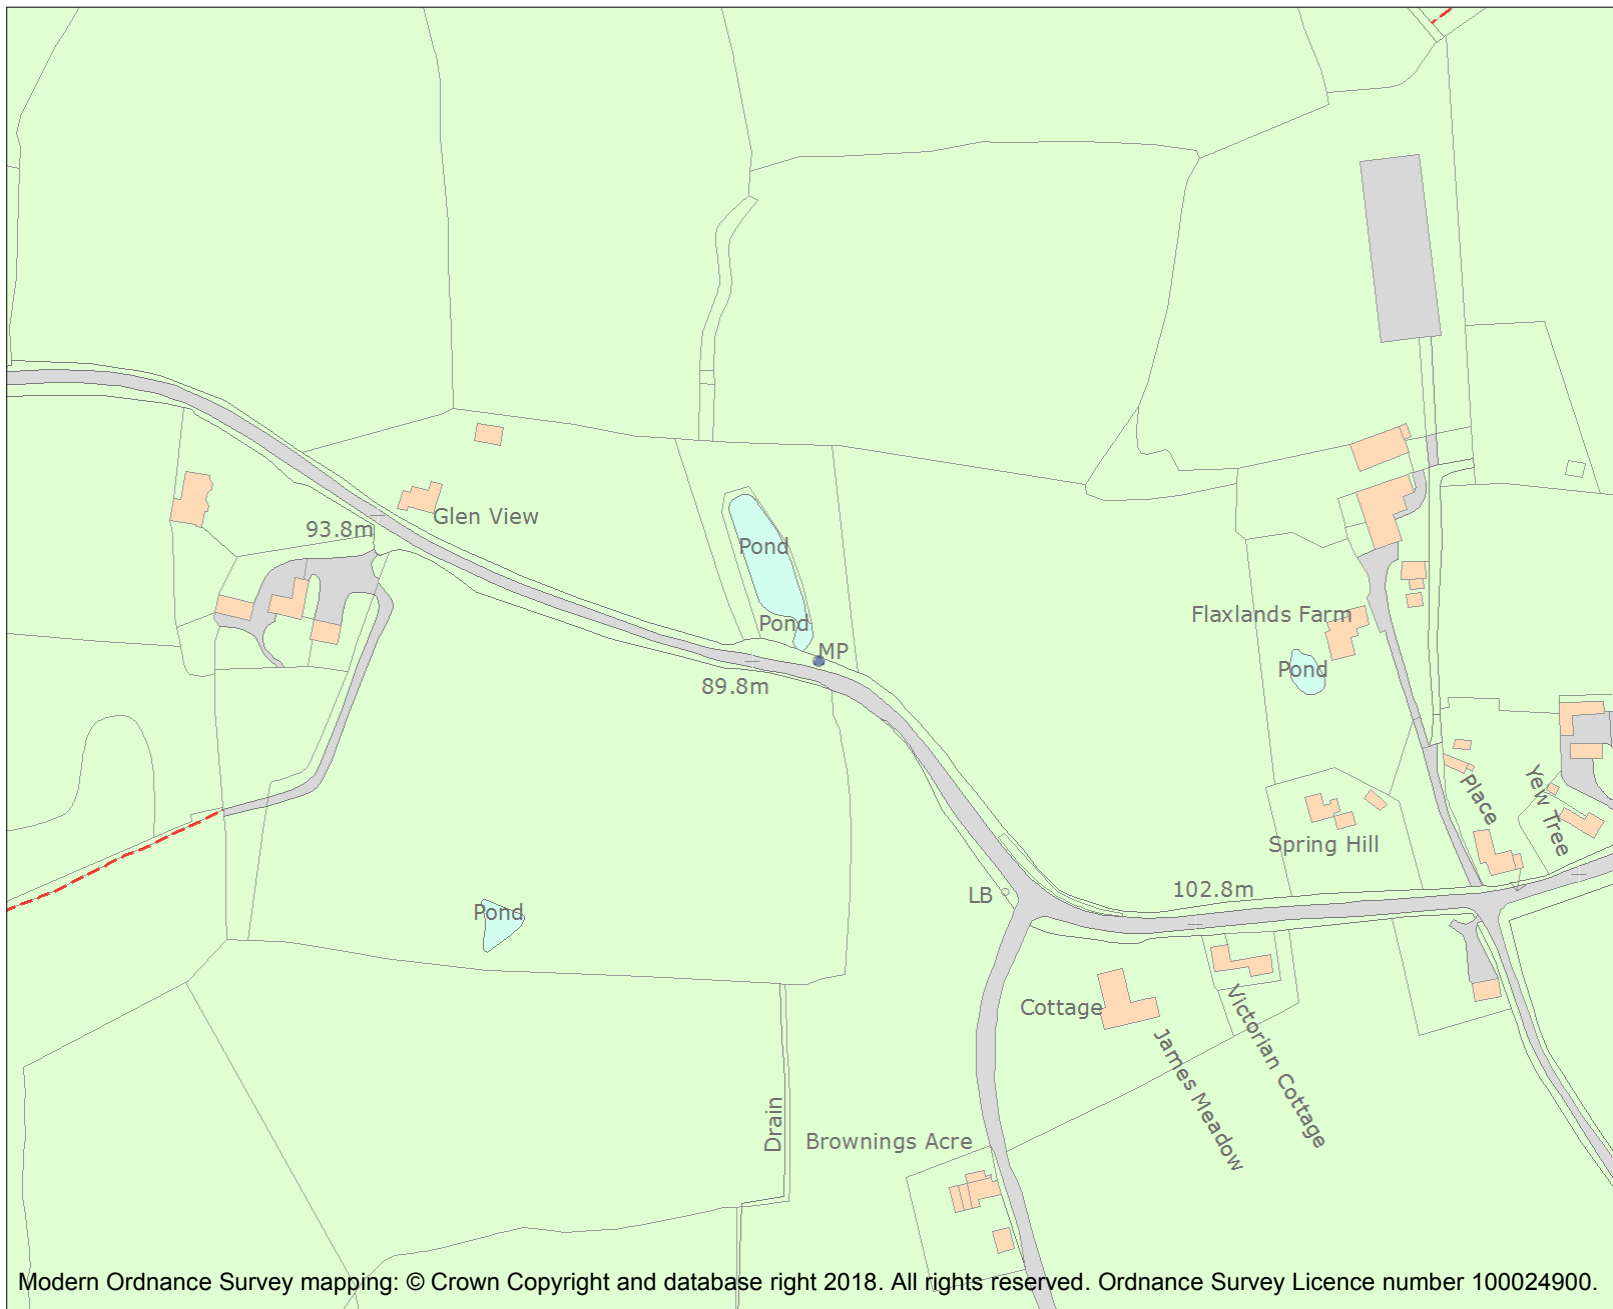 Glen View
93.8m
Pond
Pond
Flaxlands Farm
MP
Pond
89.8m
Place
Yew Tree
Spring Hill
102.8m
LB
Pond
Cottage
James Meadow
Victorian Cottage
Drain
Brownings Acre
Modern Ordnance Survey mapping: © Crown Copyright and database right 2018. All rights reserved. Ordnance Survey Licence number 100024900.